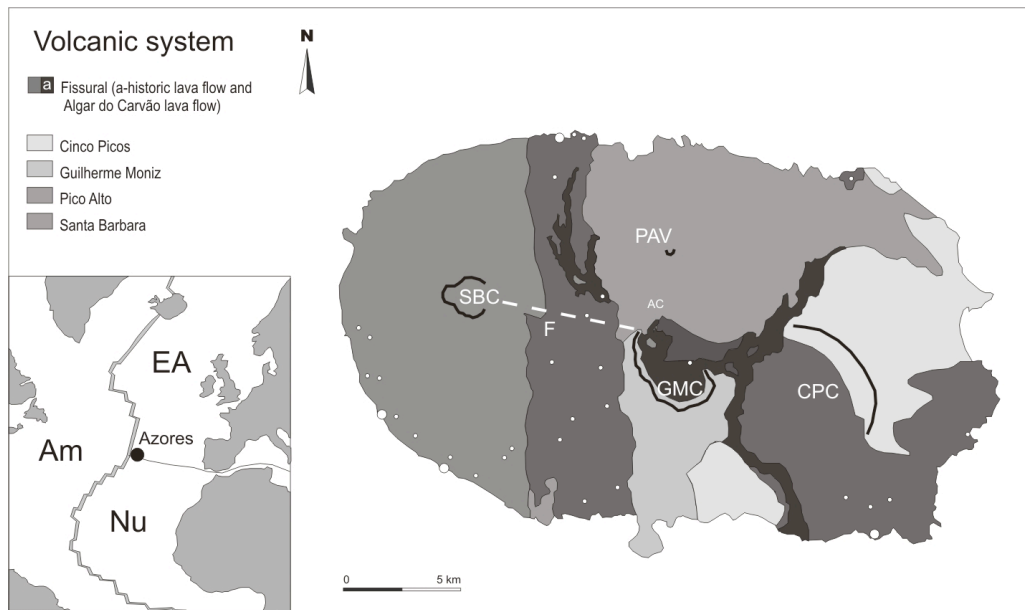 Volcanic system
a Fissural (a-historic lava flow and
Algar do Carvão lava flow)
Cinco Picos
Guilherme Moniz
Pico Alto
Santa Barbara
N
PAV
SBC
AC
F
GMC
CPC
EA
Azores
Am
Nu
0 5 km